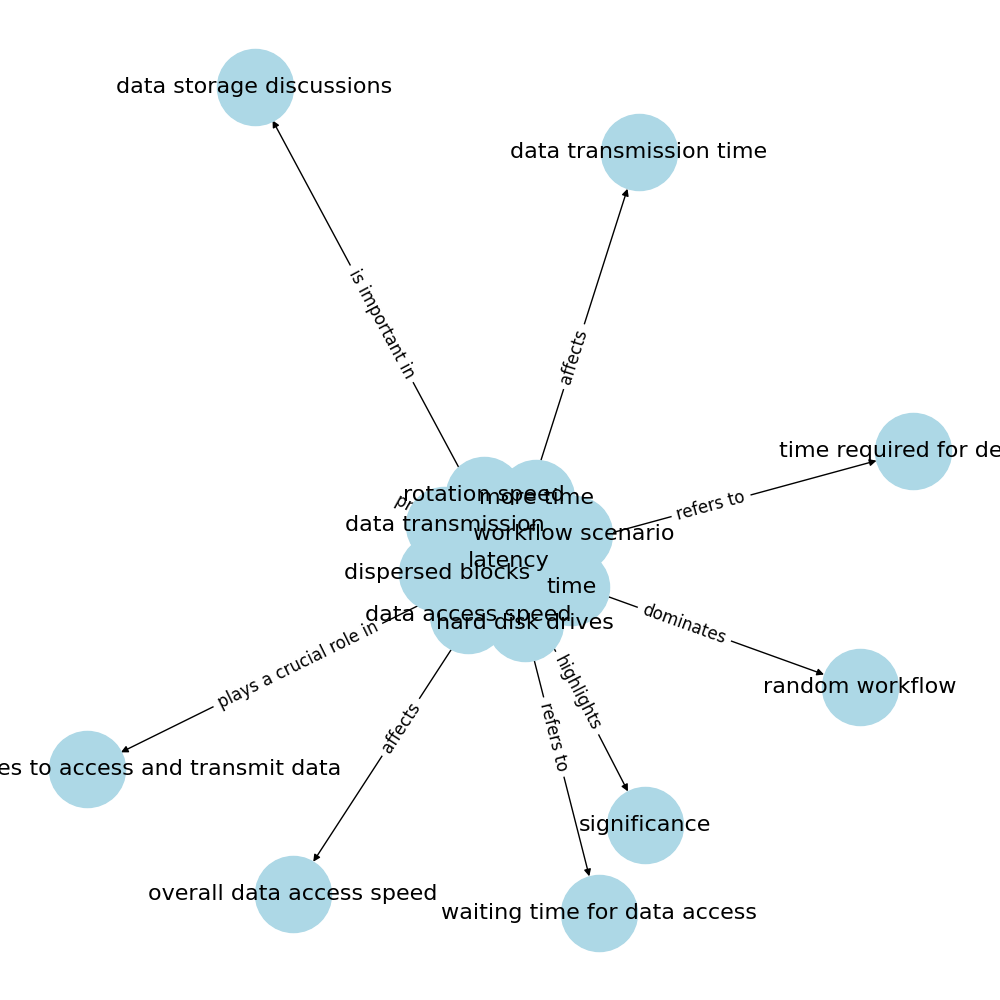 data storage discussions
data transmission time
is important in
affects
time required for de
refers to
rotation speed
more time
data transmission
workflow scenario
latency
dispersed blocks
time
data access speed
hard disk drives
dominates
plays a crucial role in
highlights
random workflow
affects
refers to
es to access and transmit data
significance
overall data access speed
waiting time for data access